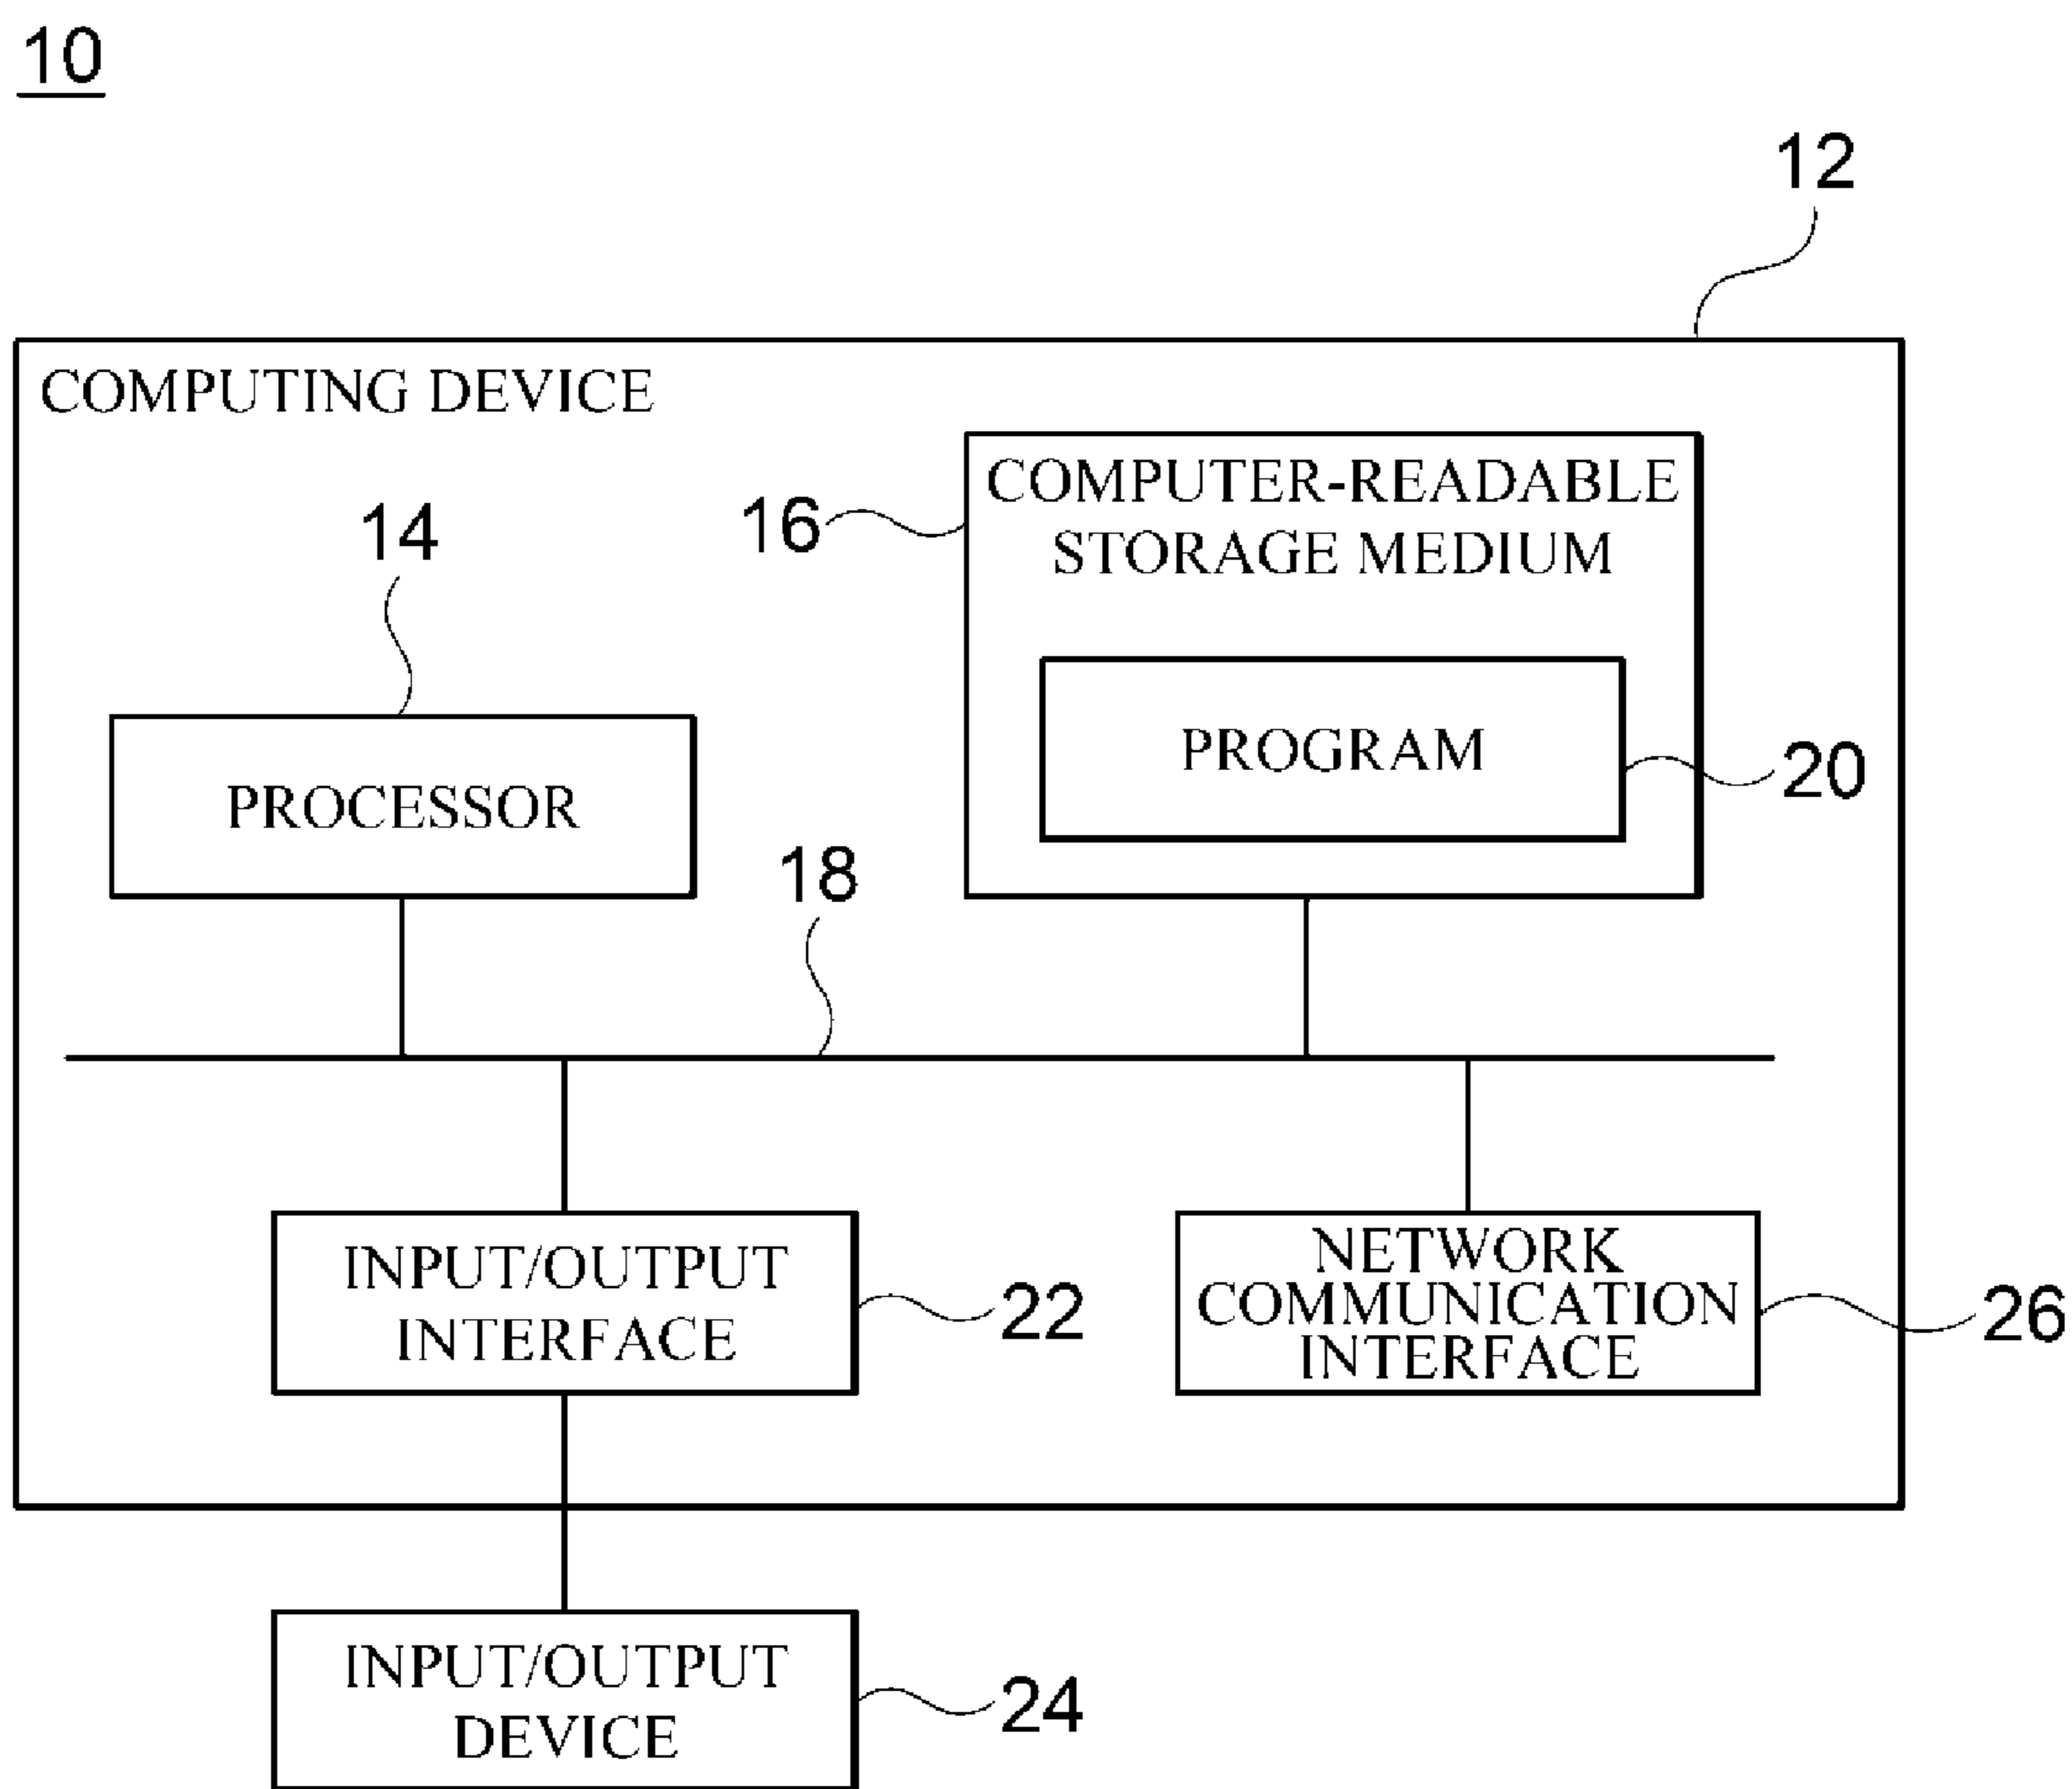 10
12
COMPUTING DEVICE
COMPUTER-READABLE
STORAGE MEDIUM
16
14
PROGRAM
20
PROCESSOR
18
INPUT/OUTPUT
INTERFACE
22
NETWORK
COMMUNICATION
INTERFACE
26
INPUT/OUTPUT
DEVICE
24